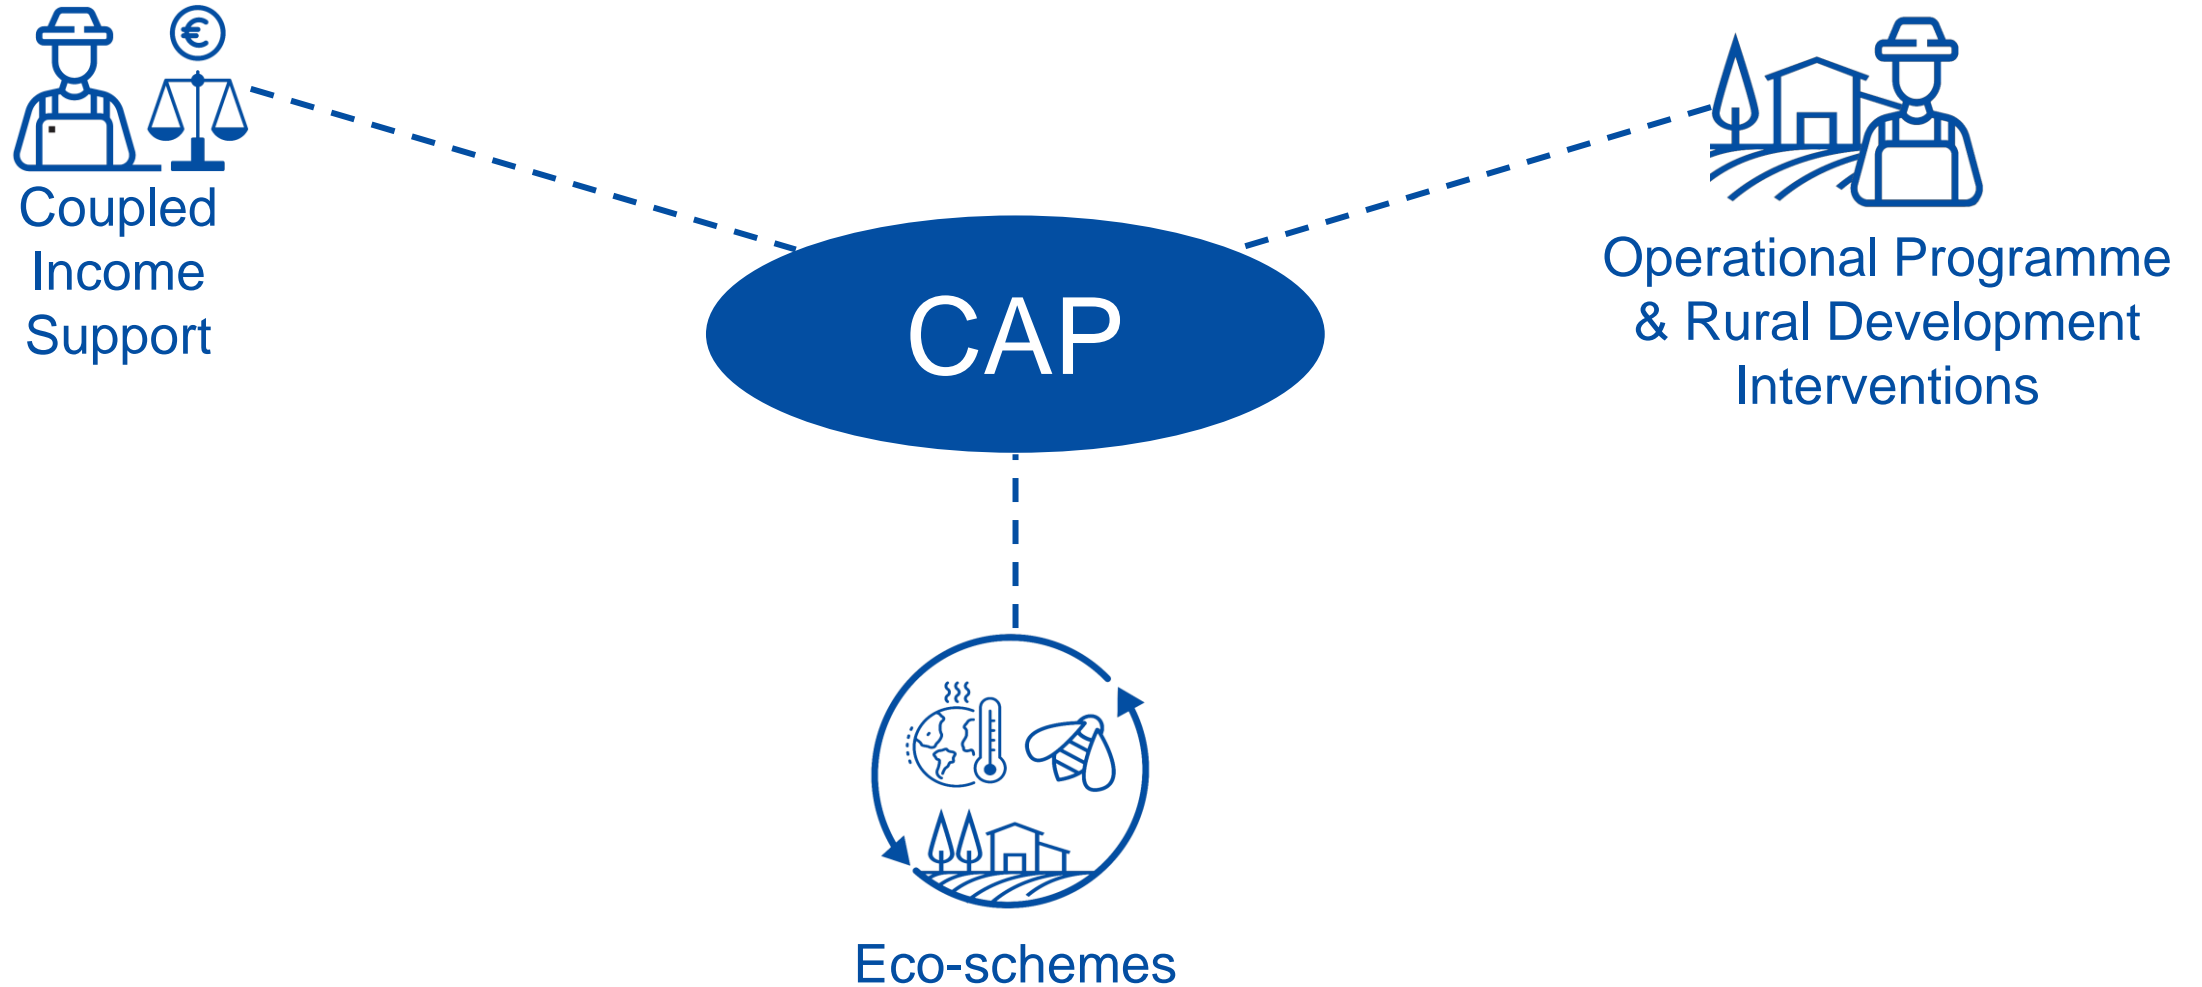 €
Coupled
Income
Support
CAP
Operational Programme
& Rural Development
Interventions
Eco-schemes